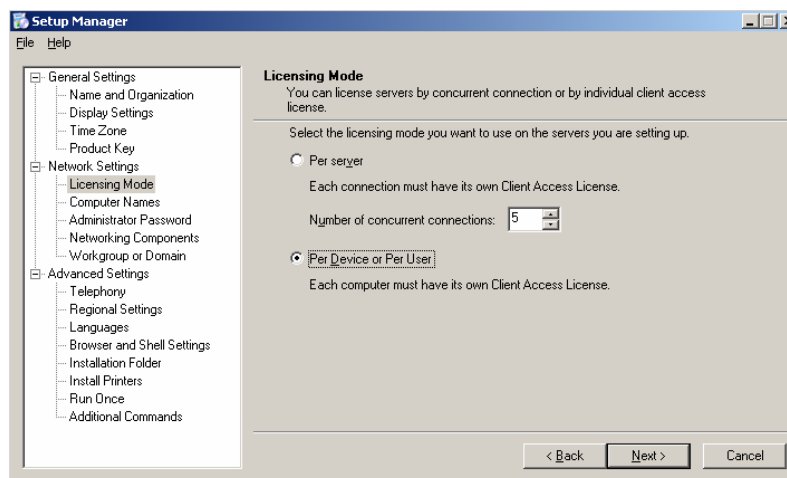 Setup Manager
File Help
General Settings
Name and Organization
Display Settings
Time Zone
Product Key
Network Settings
Licensing Mode
Computer Names
Administrator Password
Networking Components
Workgroup or Domain
Advanced Settings
Telephony
Regional Settings
Languages
Browser and Shell Settings
Installation Folder
Install Printers
Run Once
Additional Commands
Licensing Mode
You can license servers by concurrent connection or by individual client access
license.
Select the licensing mode you want to use on the servers you are setting up.
Per server
Each connection must have its own Client Access License.
Number of concurrent connections: 5
Per Device or Per User
Each computer must have its own Client Access License.
< Back Next > Cancel